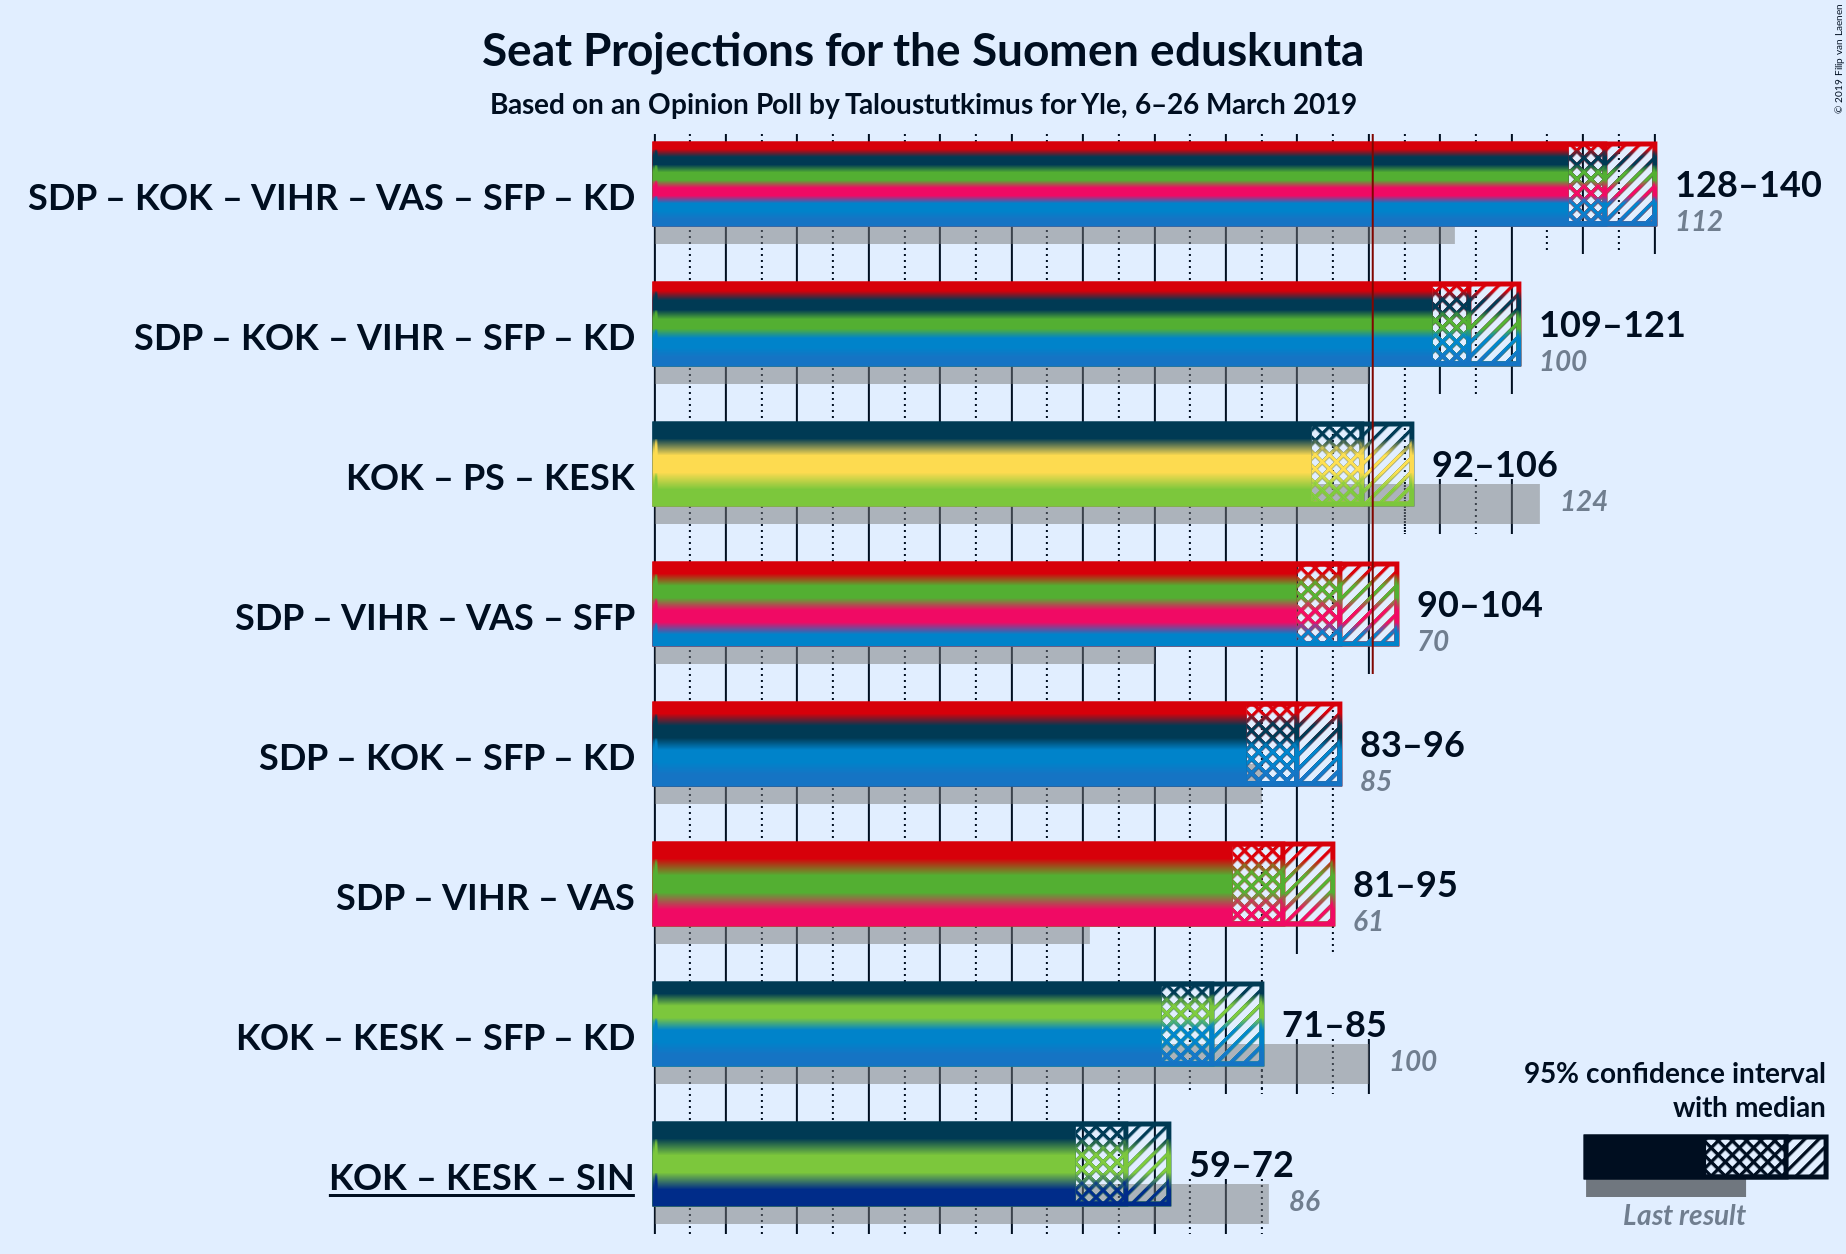 Seat Projections for the Suomen eduskunta
Based on an Opinion Poll by Taloustutkimus for Yle, 6–26 March 2019
© 2019 Filip van Laenen
SDP – KOK – VIHR – VAS – SFP – KD
128–140
112
SDP – KOK – VIHR – SFP – KD
109–121
100
KOK – PS – KESK
92–106
124
SDP – VIHR – VAS – SFP
90–104
70
SDP – KOK – SFP – KD
83–96
85
SDP – VIHR – VAS
81–95
61
KOK – KESK – SFP – KD
71–85
100
KOK – KESK – SIN
59–72
86
95% confidence interval
with median
Last result